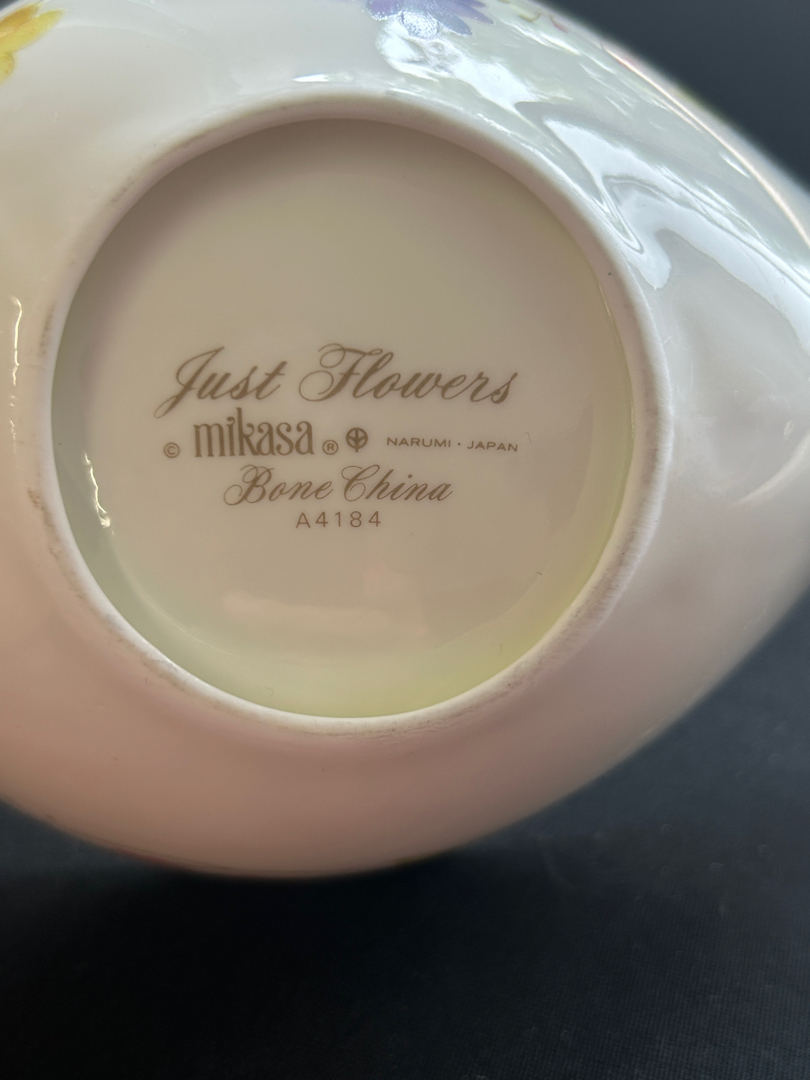 Just Flowers
© mikasa ® NARUMI · JAPAN
Bone China
A4184